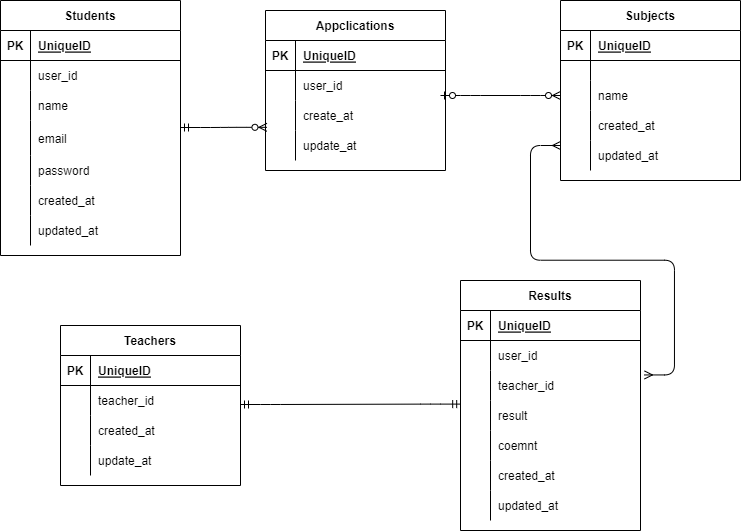 Students
PK UniqueID
user_id
name
email
password
created_at
updated_at
Appclications
PK UniqueID
user_id
create_at
update_at
Subjects
PK UniqueID
name
created_at
updated_at
Teachers
PK UniqueID
teacher_id
created_at
update_at
Results
PK UniqueID
user_id
teacher_id
result
coemnt
created_at
updated_at